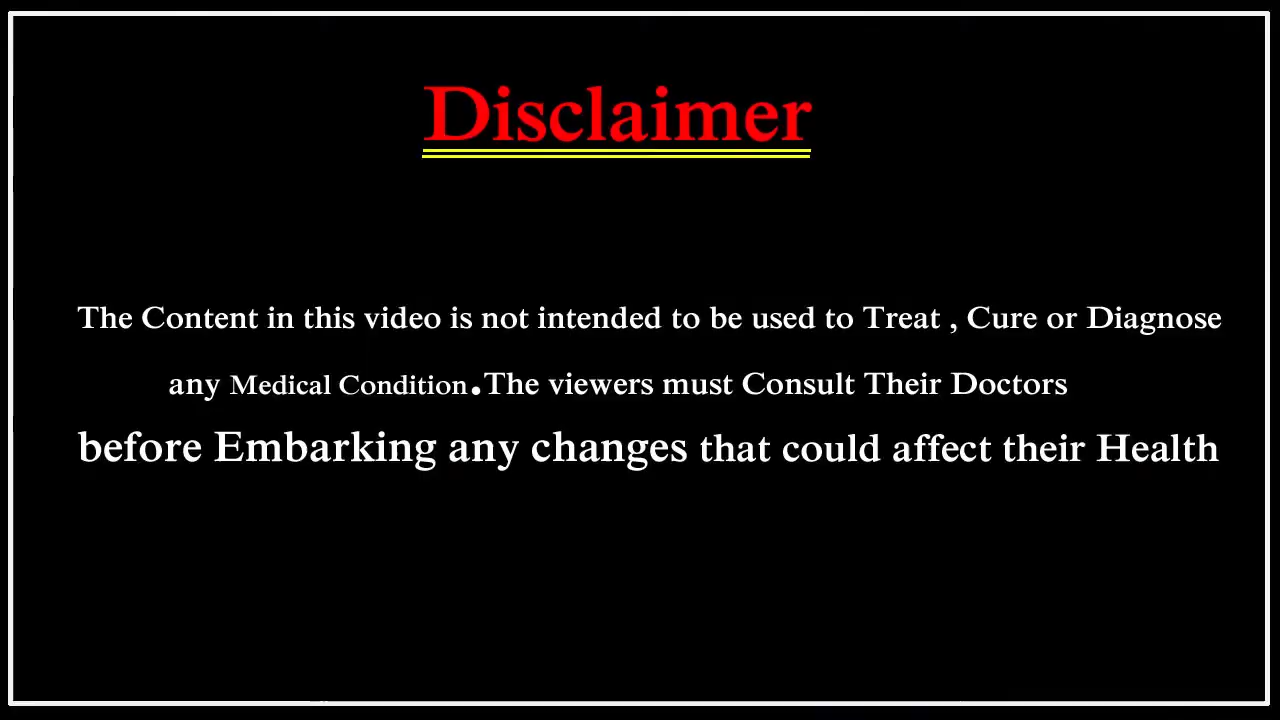 Disclaimer
The Content in this video is not intended to be used to Treat , Cure or Diagnose
any Medical Condition.The viewers must Consult Their Doctors
before Embarking any changes that could affect their Health